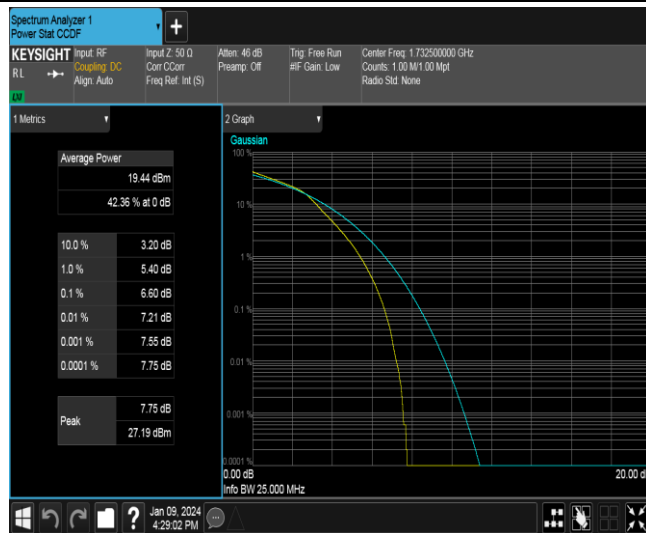 Spectrum Analyzer 1
Power Stat CCDF
+
KEYSIGHT
RL
LXI
Input: RF
Coupling: DC
Align: Auto
Input Z: 50 Ω
Corr CCorr
Freq Ref: Int (S)
Atten: 46 dB
Preamp: Off
Trig: Free Run
#IF Gain: Low
Center Freq: 1.732500000 GHz
Counts: 1.00 M/1.00 Mpt
Radio Std: None
1 Metrics
Average Power
19.44 dBm
42.36 % at 0 dB
10.0 % 3.20 dB
1.0 % 5.40 dB
0.1 % 6.60 dB
0.01 % 7.21 dB
0.001 % 7.55 dB
0.0001 % 7.75 dB
Peak
7.75 dB
27.19 dBm
2 Graph
Gaussian
100 %
10 %
1 %
0.1 %
0.01 %
0.001 %
0.0001 %
0.00 dB
20.00 d
Info BW 25.000 MHz
?
Jan 09, 2024
4:29:02 PM